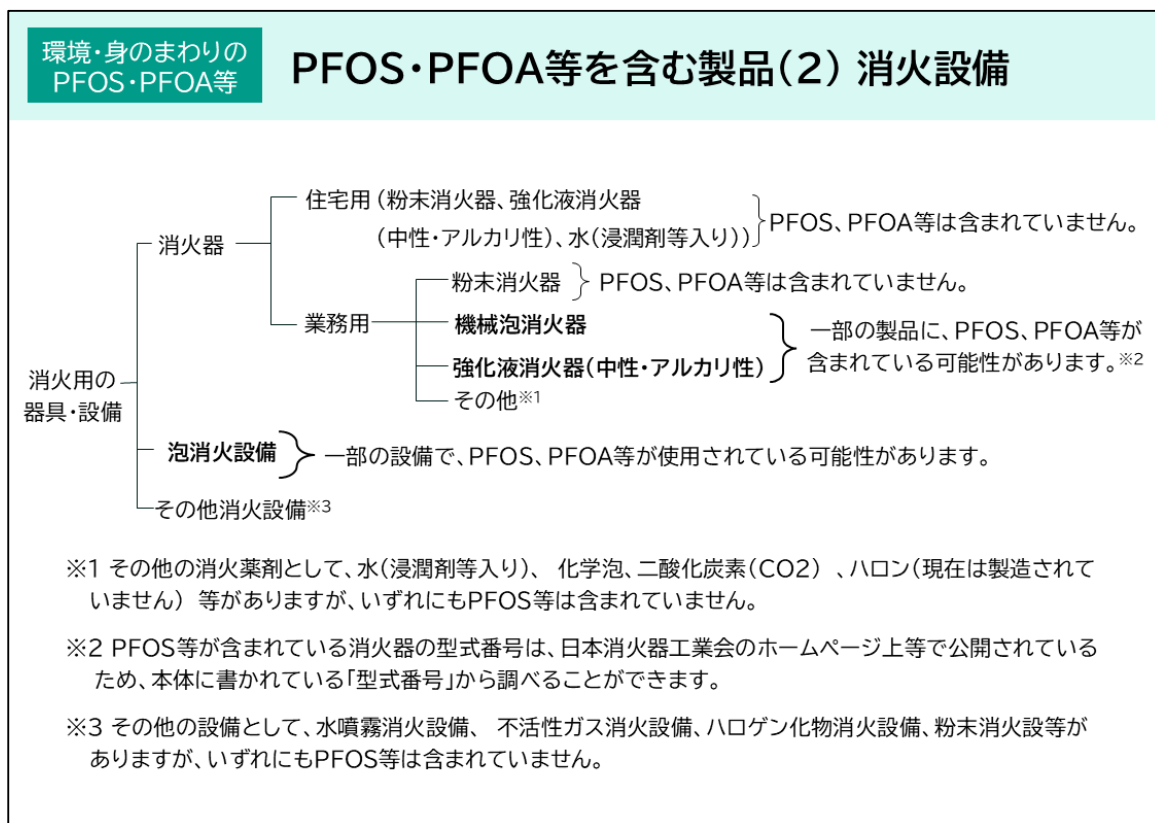 環境・身のまわりの
PFOS・PFOA等
PFOS・PFOA等を含む製品(2) 消火設備
住宅用(粉末消火器、強化液消火器
(中性・アルカリ性)、水(浸潤剤等入り))
PFOS、PFOA等は含まれていません。
消火器
粉末消火器
PFOS、PFOA等は含まれていません。
業務用
機械泡消火器
強化液消火器(中性・アルカリ性)
一部の製品に、PFOS、PFOA等が
含まれている可能性があります。※2
その他※1
消火用の
器具・設備
泡消火設備
一部の設備で、PFOS、PFOA等が使用されている可能性があります。
その他消火設備※3
※1 その他の消火薬剤として、水(浸潤剤等入り)、 化学泡、二酸化炭素(CO2) 、ハロン(現在は製造されて
いません) 等がありますが、いずれにもPFOS等は含まれていません。
※2 PFOS等が含まれている消火器の型式番号は、日本消火器工業会のホームページ上等で公開されている
ため、本体に書かれている「型式番号」から調べることができます。
※3 その他の設備として、水噴霧消火設備、 不活性ガス消火設備、ハロゲン化物消火設備、粉末消火設等が
ありますが、いずれにもPFOS等は含まれていません。